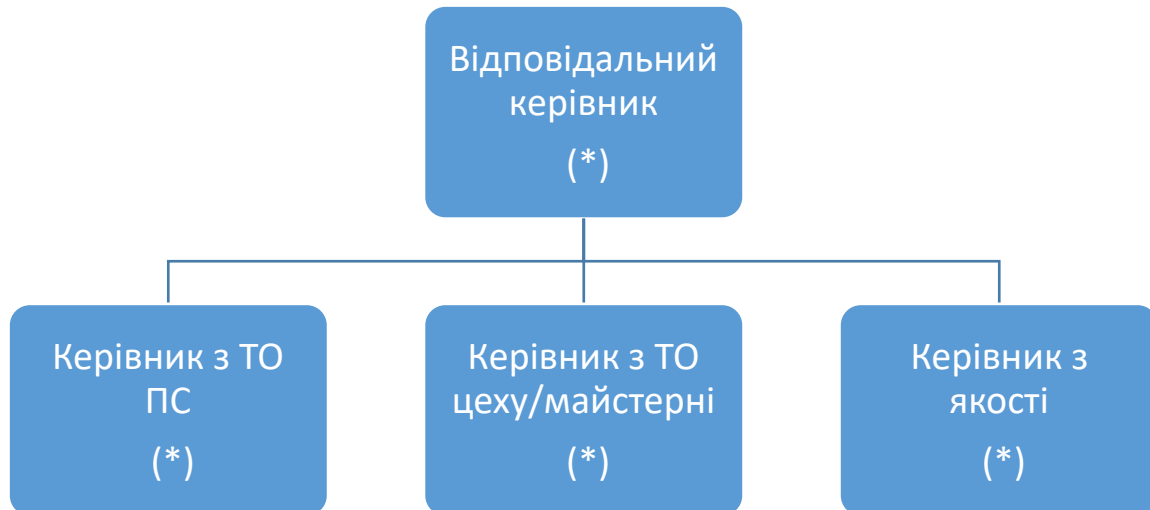 Відповідальний
керівник
(*)
Керівник з ТО
ПС
(*)
Керівник з ТО
цеху/майстерні
(*)
Керівник з
якості
(*)